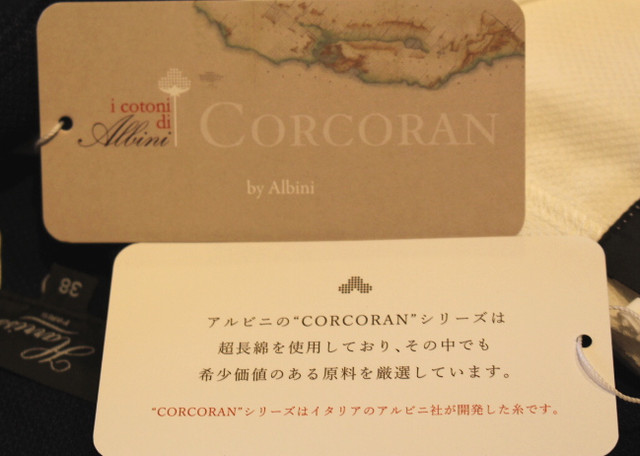 i cotoni
di
Albini
CORCORAN
by Albini
アルビニの“CORCORAN”シリーズは
超長綿を使用しており、その中でも
希少価値のある原料を厳選しています。
“CORCORAN”シリーズはイタリアのアルビニ社が開発した糸です。
38